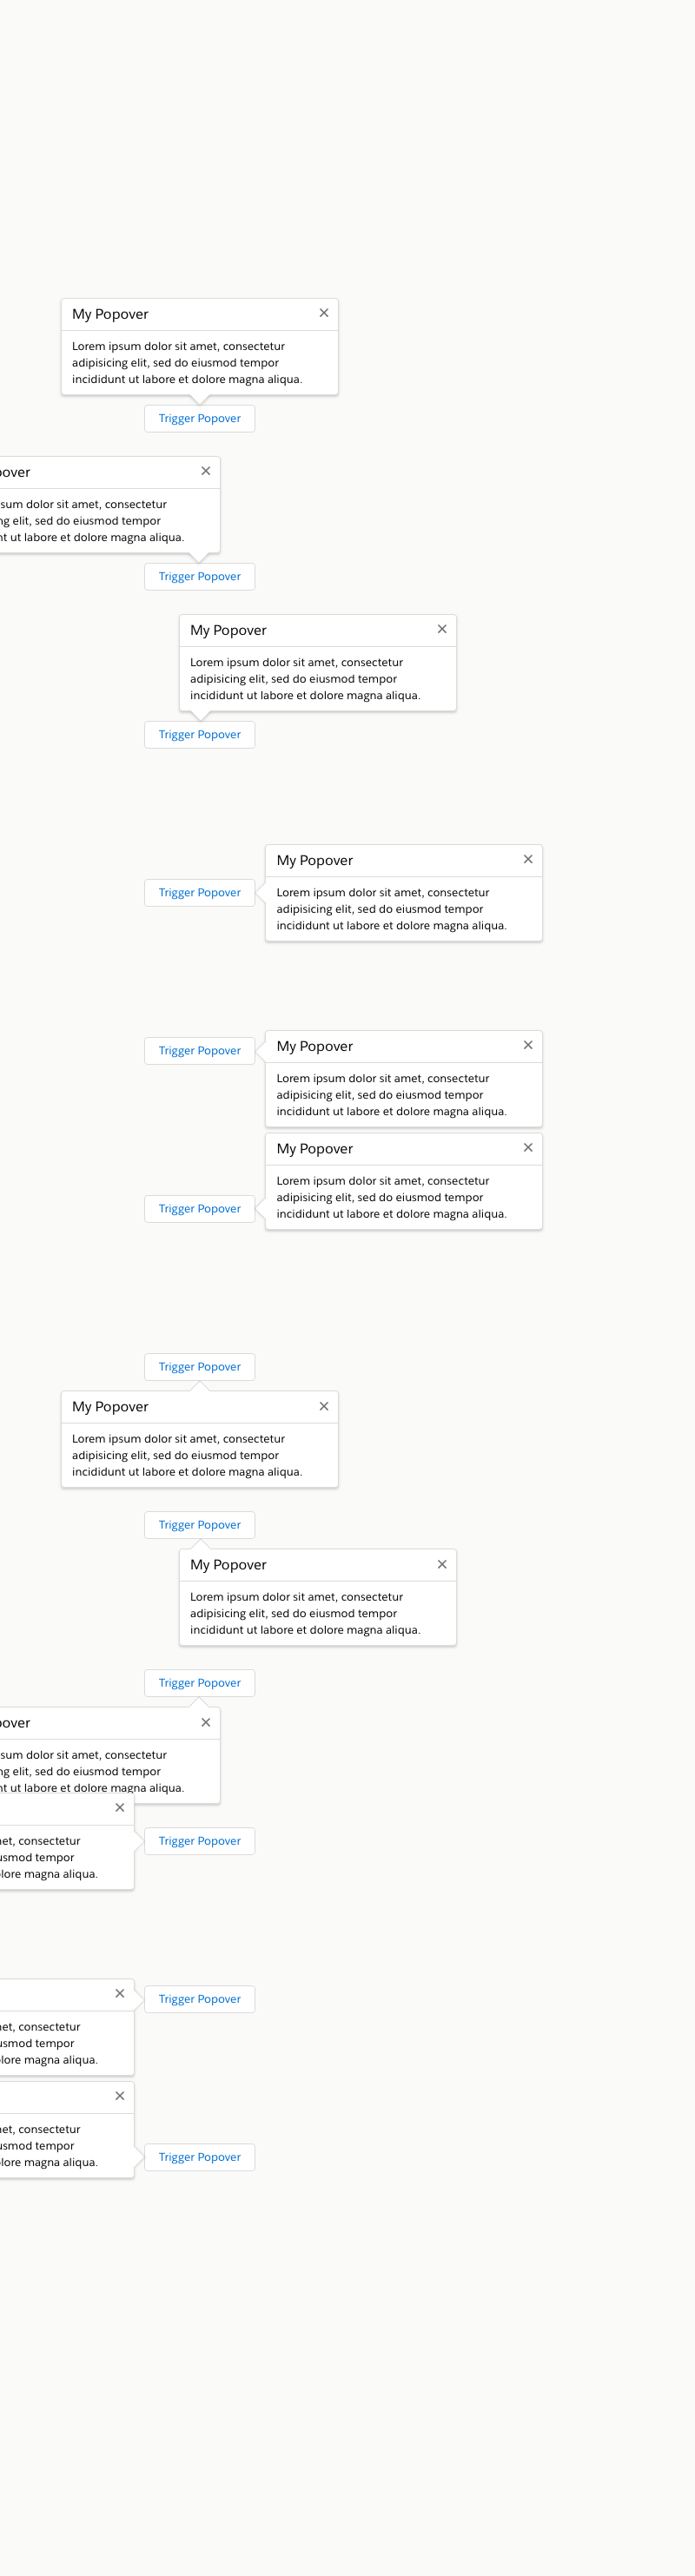 My Popover
Lorem ipsum dolor sit amet, consectetur
adipisicing elit, sed do eiusmod tempor
incididunt ut labore et dolore magna aliqua.
Trigger Popover
over
sum dolor sit amet, consectetur
ng elit, sed do eiusmod tempor
nt ut labore et dolore magna aliqua.
Trigger Popover
My Popover
Lorem ipsum dolor sit amet, consectetur
adipisicing elit, sed do eiusmod tempor
incididunt ut labore et dolore magna aliqua.
Trigger Popover
My Popover
Trigger Popover
Lorem ipsum dolor sit amet, consectetur
adipisicing elit, sed do eiusmod tempor
incididunt ut labore et dolore magna aliqua.
Trigger Popover
My Popover
Lorem ipsum dolor sit amet, consectetur
adipisicing elit, sed do eiusmod tempor
incididunt ut labore et dolore magna aliqua.
My Popover
Lorem ipsum dolor sit amet, consectetur
adipisicing elit, sed do eiusmod tempor
incididunt ut labore et dolore magna aliqua.
Trigger Popover
Trigger Popover
My Popover
Lorem ipsum dolor sit amet, consectetur
adipisicing elit, sed do eiusmod tempor
incididunt ut labore et dolore magna aliqua.
Trigger Popover
My Popover
Lorem ipsum dolor sit amet, consectetur
adipisicing elit, sed do eiusmod tempor
incididunt ut labore et dolore magna aliqua.
Trigger Popover
over
sum dolor sit amet, consectetur
ng elit, sed do eiusmod tempor
nt ut labore et dolore magna aliqua.
et, consectetur
usmod tempor
lore magna aliqua.
Trigger Popover
Trigger Popover
et, consectetur
usmod tempor
lore magna aliqua.
et, consectetur
usmod tempor
lore magna aliqua.
Trigger Popover